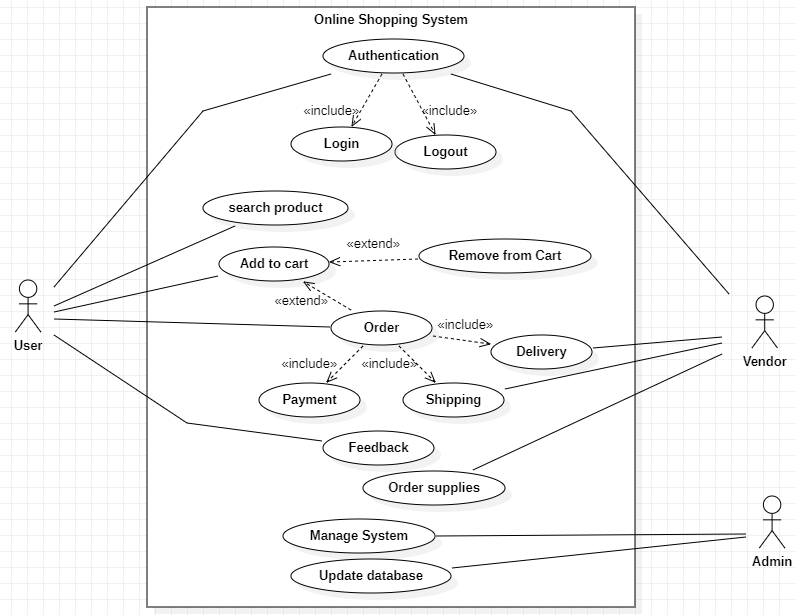 Online Shopping System
Authentication
«include»
«include»
Login
Logout
search product
«extend»
Add to cart
Remove from Cart
«extend»
Order
«include»
User
Delivery
Vendor
«include»
«include»
Payment
Shipping
Feedback
Order supplies
Manage System
Admin
Update database